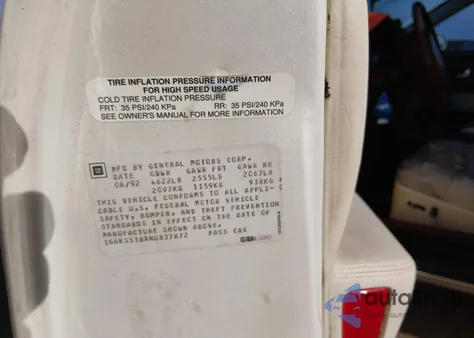 TIRE INFLATION PRESSURE INFORMATION
FOR HIGH SPEED USAGE
COLD TIRE INFLATION PRESSURE
FRT: 35 PSI/240 KPa RR: 35 PSI/240 KPa
SEE OWNER'S MANUAL FOR MORE INFORMATION
GM MFD BY GENERAL MOTORS CORP.
DATE GVWR GAWR FRT GAWR RR
06/92 4622LB 2555LB 2067LB
2097KG 1159KG 938KG
THIS VEHICLE CONFORMS TO ALL APPLI-
CABLE U.S. FEDERAL MOTOR VEHICLE
SAFETY, BUMPER, AND THEFT PREVENTION
STANDARDS IN EFFECT ON THE DATE OF
MANUFACTURE SHOWN ABOVE.
PASS CAR